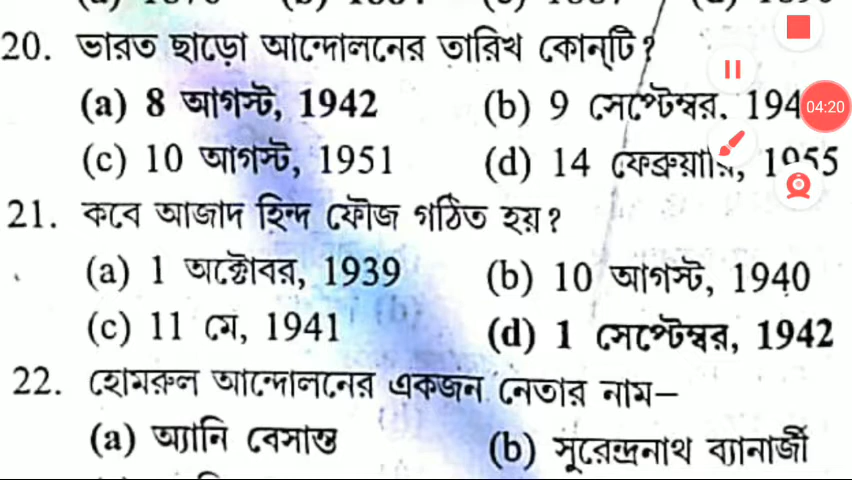 20. ভারত ছাড়ো আন্দোলনের তারিখ কোন্‌টি?
(a) 8 আগস্ট, 1942 (b) 9 সেপ্টেম্বর, 194
04:20
(c) 10 আগস্ট, 1951 (d) 14 ফেব্রুয়ারি, 1955
21. কবে আজাদ হিন্দ ফৌজ গঠিত হয়?
(a) 1 অক্টোবর, 1939 (b) 10 আগস্ট, 1940
(c) 11 মে, 1941 (d) 1 সেপ্টেম্বর, 1942
22. হোমরুল আন্দোলনের একজন নেতার নাম–
(a) অ্যানি বেসান্ত (b) সুরেন্দ্রনাথ ব্যানার্জী